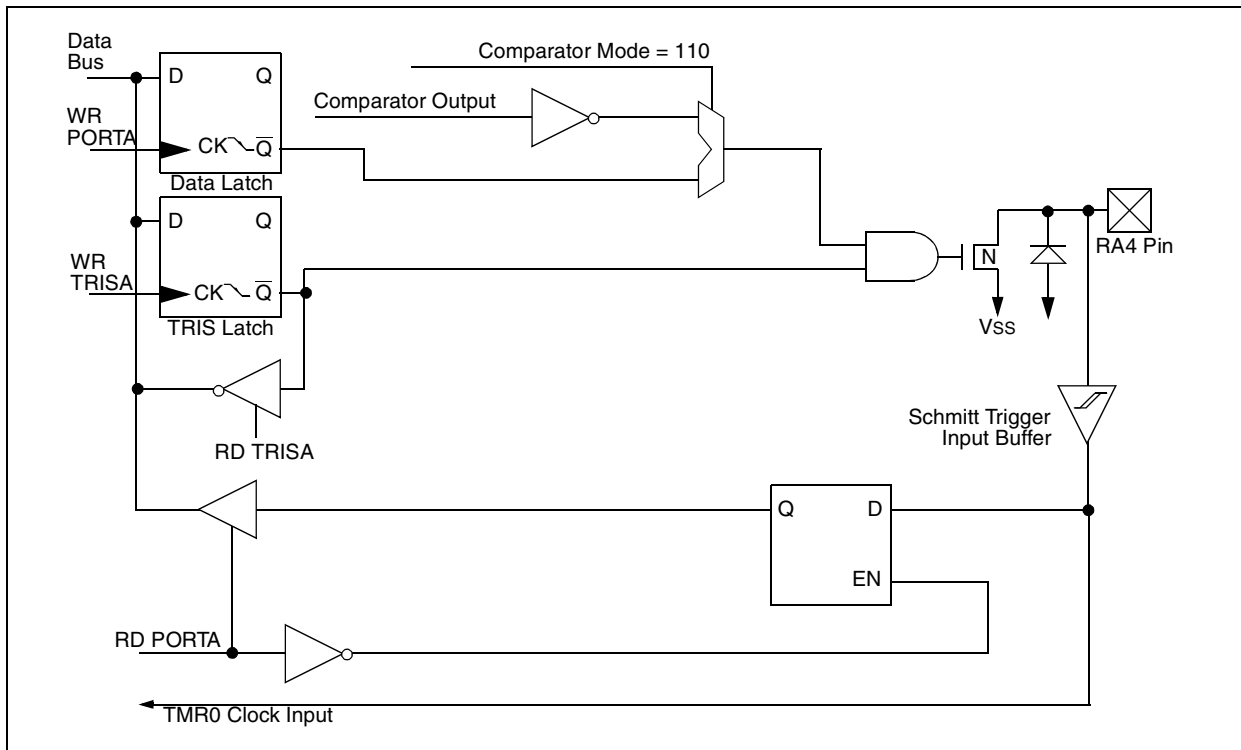 Data
Bus
D Q
WR
PORTA
CK Q̅
Data Latch
D Q
WR
TRISA
CK Q̅
TRIS Latch
RD TRISA
Comparator Mode = 110
Comparator Output
N
VSS
RA4 Pin
Schmitt Trigger
Input Buffer
Q D
EN
RD PORTA
TMR0 Clock Input